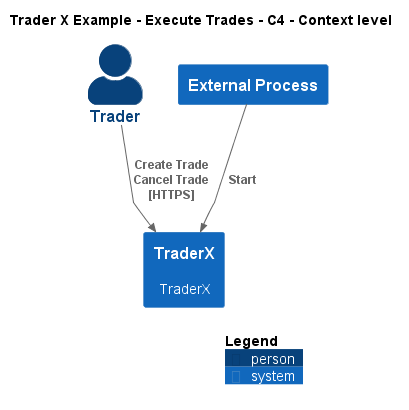 Trader X Example - Execute Trades - C4 - Context level
Trader
External Process
Create Trade
Cancel Trade
[HTTPS]
Start
TraderX
TraderX
Legend
person
system